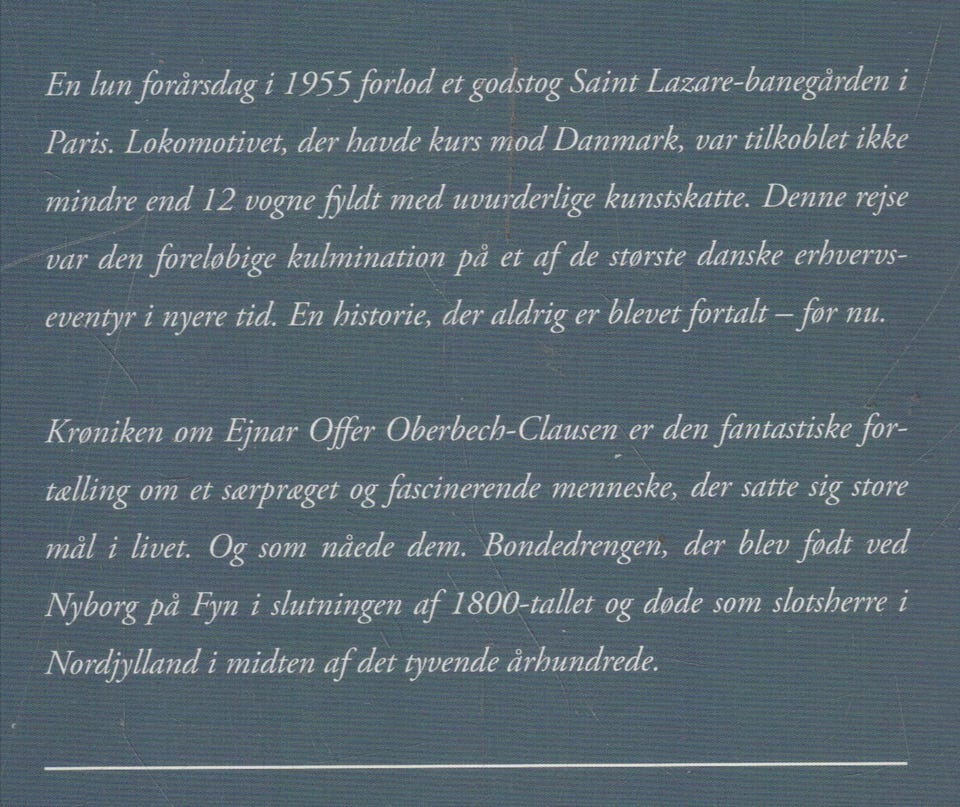 En lun forårsdag i 1955 forlod et godstog Saint Lazare-banegården i
Paris. Lokomotivet, der havde kurs mod Danmark, var tilkoblet ikke
mindre end 12 vogne fyldt med uvurderlige kunstskatte. Denne rejse
var den foreløbige kulmination på et af de største danske erhvervs-
eventyr i nyere tid. En historie, der aldrig er blevet fortalt – før nu.
Krøniken om Ejnar Offer Oberbech-Clausen er den fantastiske for-
tælling om et særpræget og fascinerende menneske, der satte sig store
mål i livet. Og som nåede dem. Bondedrengen, der blev født ved
Nyborg på Fyn i slutningen af 1800-tallet og døde som slotsherre i
Nordjylland i midten af det tyvende århundrede.